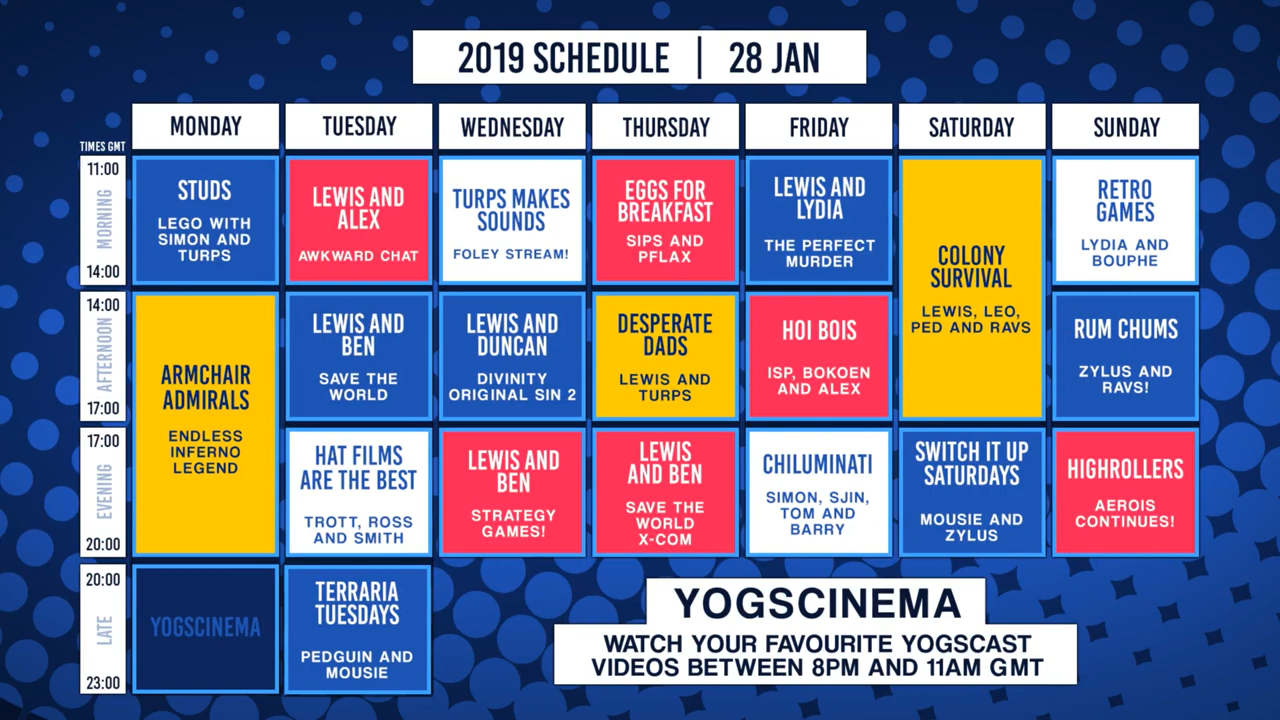 2019 SCHEDULE | 28 JAN
MONDAY
TUESDAY
WEDNESDAY
THURSDAY
FRIDAY
SATURDAY
SUNDAY
TIMES GMT
11:00
MORNING
14:00
STUDS
LEGO WITH
SIMON AND
TURPS
LEWIS AND
ALEX
AWKWARD CHAT
TURPS MAKES
SOUNDS
FOLEY STREAM!
EGGS FOR
BREAKFAST
SIPS AND
PFLAX
LEWIS AND
LYDIA
THE PERFECT
MURDER
COLONY
SURVIVAL
LEWIS, LEO,
PED AND RAVS
RETRO
GAMES
LYDIA AND
BOUPHE
14:00
AFTERNOON
17:00
ARMCHAIR
ADMIRALS
ENDLESS
INFERNO
LEGEND
LEWIS AND
BEN
SAVE THE
WORLD
LEWIS AND
DUNCAN
DIVINITY
ORIGINAL SIN 2
DESPERATE
DADS
LEWIS AND
TURPS
HOI BOIS
ISP, BOKOEN
AND ALEX
RUM CHUMS
ZYLUS AND
RAVS!
17:00
EVENING
20:00
HAT FILMS
ARE THE BEST
TROTT, ROSS
AND SMITH
LEWIS AND
BEN
STRATEGY
GAMES!
LEWIS
AND BEN
SAVE THE
WORLD
X-COM
CHILUMINATI
SIMON, SJIN,
TOM AND
BARRY
SWITCH IT UP
SATURDAYS
MOUSIE AND
ZYLUS
HIGHROLLERS
AEROIS
CONTINUES!
20:00
LATE
23:00
YOGSCINEMA
TERRARIA
TUESDAYS
PEDGUIN AND
MOUSIE
YOGSCINEMA
WATCH YOUR FAVOURITE YOGSCAST
VIDEOS BETWEEN 8PM AND 11AM GMT